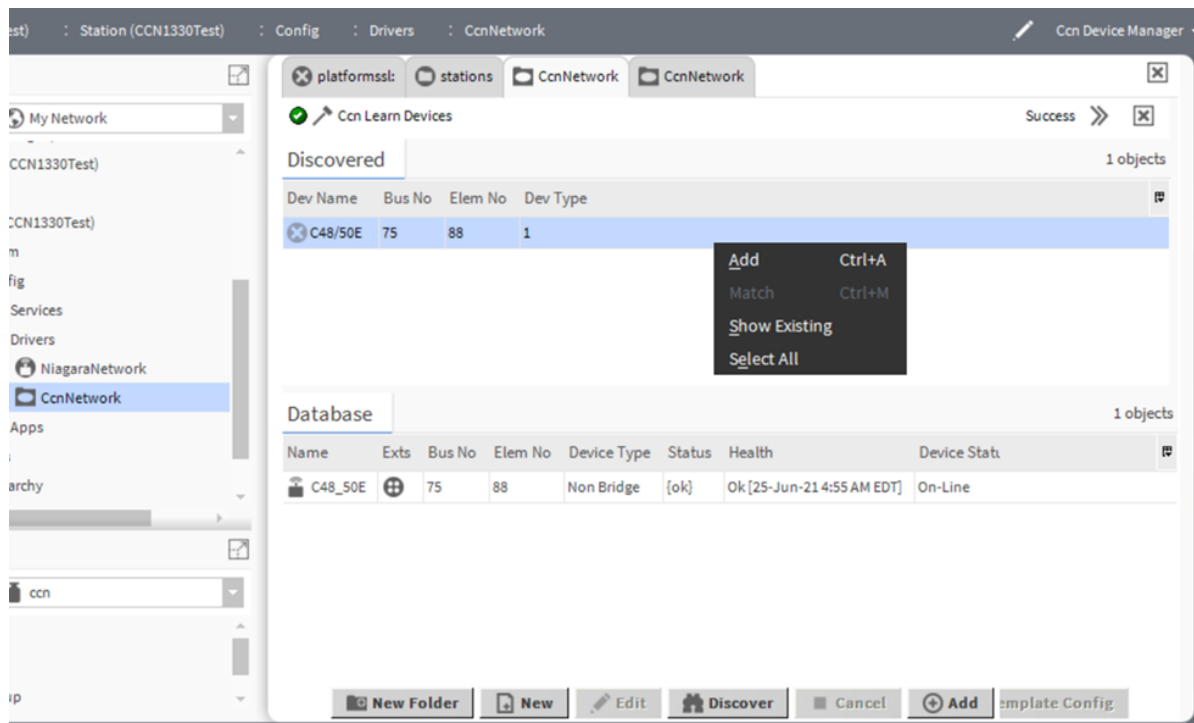 est) : Station (CCN1330Test) : Config : Drivers : CcnNetwork Ccn Device Manager
platformssl: stations CcnNetwork CcnNetwork
My Network
Ccn Learn Devices Success
CCN1330Test)
Discovered 1 objects
Dev Name Bus No Elem No Dev Type
CCN1330Test)
C48/50E 75 88 1
m
Add Ctrl+A
fig
Match Ctrl+M
Services
Show Existing
Drivers
Select All
NiagaraNetwork
CcnNetwork
Database 1 objects
Apps
Name Exts Bus No Elem No Device Type Status Health Device Statu
archy
C48_50E 75 88 Non Bridge {ok} Ok [25-Jun-21 4:55 AM EDT] On-Line
ccn
up
New Folder New Edit Discover Cancel Add emplate Config